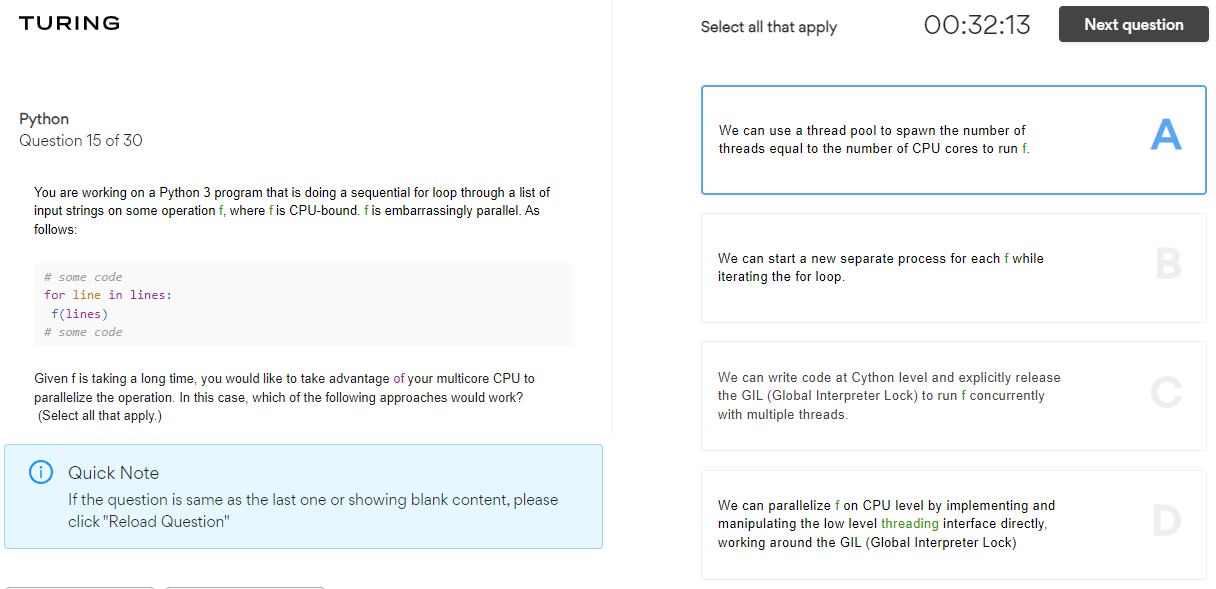 TURING
Python
Question 15 of 30
You are working on a Python 3 program that is doing a sequential for loop through a list of
input strings on some operation f, where f is CPU-bound. f is embarrassingly parallel. As
follows:
# some code
for line in lines:
f(lines)
# some code
Given f is taking a long time, you would like to take advantage of your multicore CPU to
parallelize the operation. In this case, which of the following approaches would work?
(Select all that apply.)
Quick Note
If the question is same as the last one or showing blank content, please
click "Reload Question"
Select all that apply
00:32:13
Next question
We can use a thread pool to spawn the number of
threads equal to the number of CPU cores to run f.
A
We can start a new separate process for each f while
iterating the for loop.
B
We can write code at Cython level and explicitly release
the GIL (Global Interpreter Lock) to run f concurrently
with multiple threads.
C
We can parallelize f on CPU level by implementing and
manipulating the low level threading interface directly,
working around the GIL (Global Interpreter Lock)
D